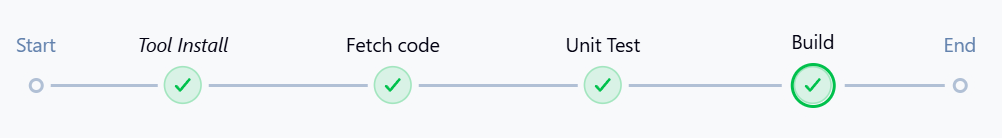 Start
Tool Install
Fetch code
Unit Test
Build
End